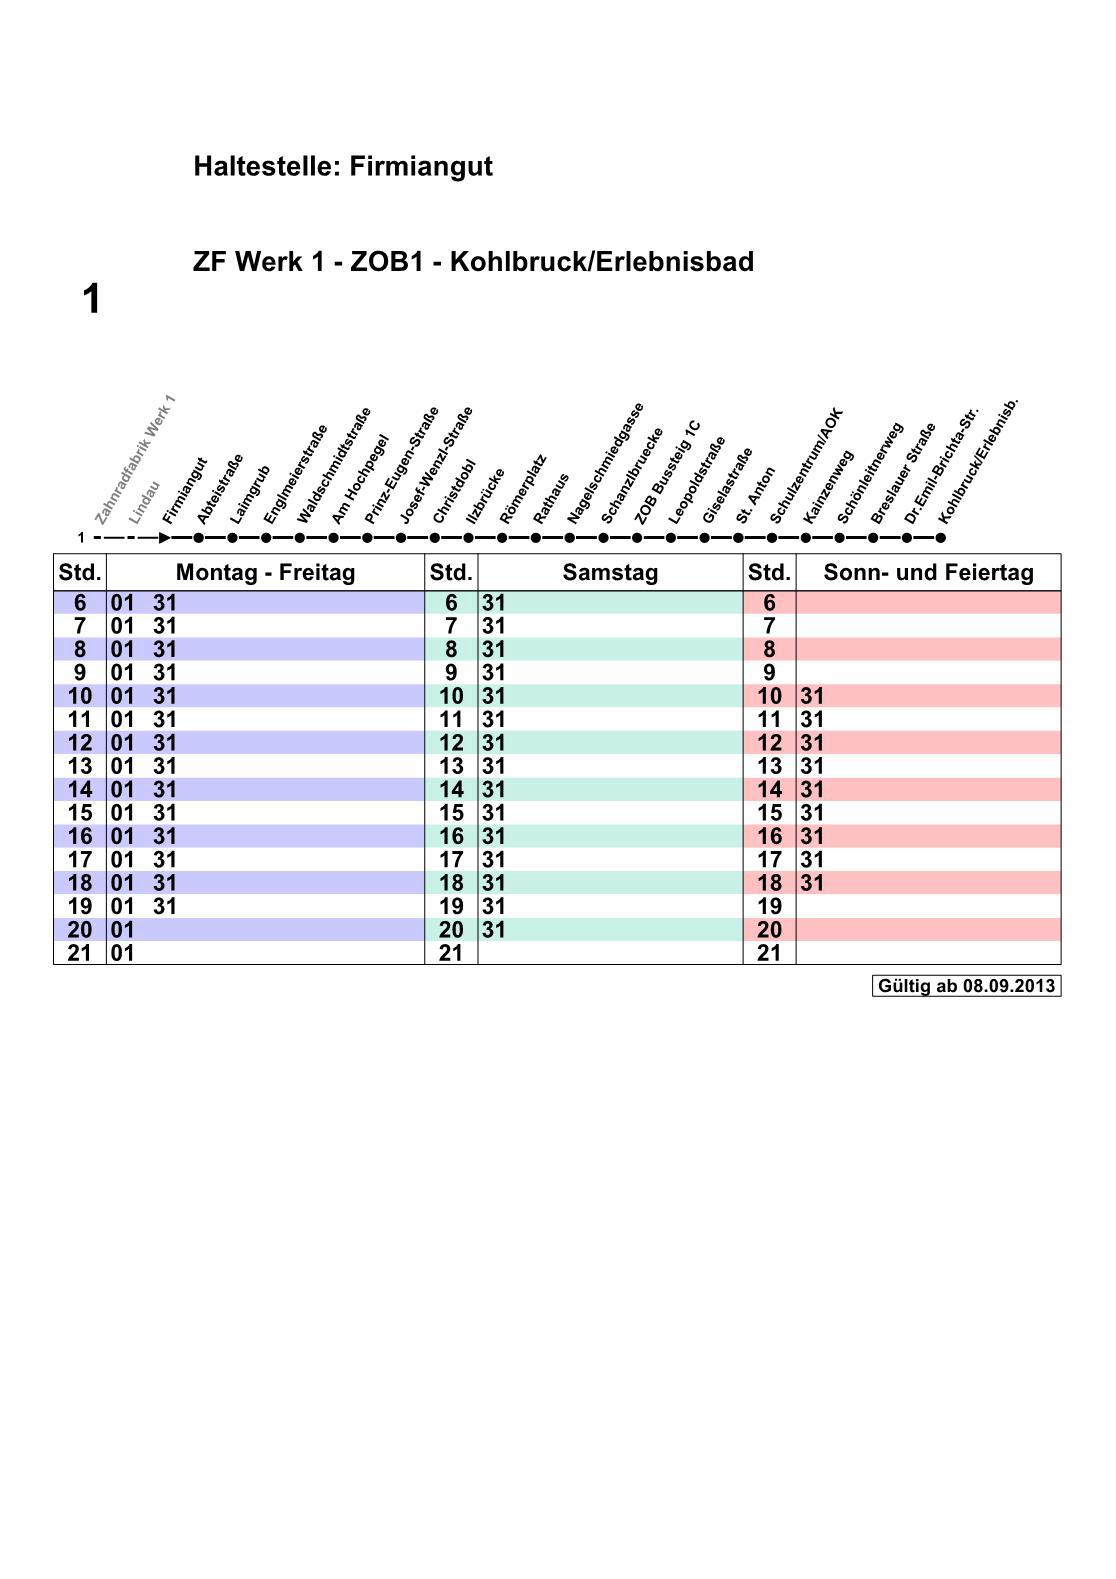 Haltestelle: Firmiangut
ZF Werk 1 - ZOB1 - Kohlbruck/Erlebnisbad
1
Zahnradfabrik Werk 1
Lindau
Firmiangut
Abteistraße
Laimgrub
Englmeierstraße
Waldschmidtstraße
Am Hochpegel
Prinz-Eugen-Straße
Josef-Wenzl-Straße
Christdobl
Ilzbrücke
Römerplatz
Rathaus
Nagelschmiedgasse
Schanzlbruecke
ZOB Bussteig 1C
Leopoldstraße
Giselastraße
St. Anton
Schulzentrum/AOK
Kainzenweg
Schönleitnerweg
Breslauer Straße
Dr.Emil-Brichta-Str.
Kohlbruck/Erlebnisb.
1
Std. Montag - Freitag Std. Samstag Std. Sonn- und Feiertag
6 01 31 6 31 6
7 01 31 7 31 7
8 01 31 8 31 8
9 01 31 9 31 9
10 01 31 10 31 10 31
11 01 31 11 31 11 31
12 01 31 12 31 12 31
13 01 31 13 31 13 31
14 01 31 14 31 14 31
15 01 31 15 31 15 31
16 01 31 16 31 16 31
17 01 31 17 31 17 31
18 01 31 18 31 18 31
19 01 31 19 31 19
20 01 20 31 20
21 01 21 21
Gültig ab 08.09.2013